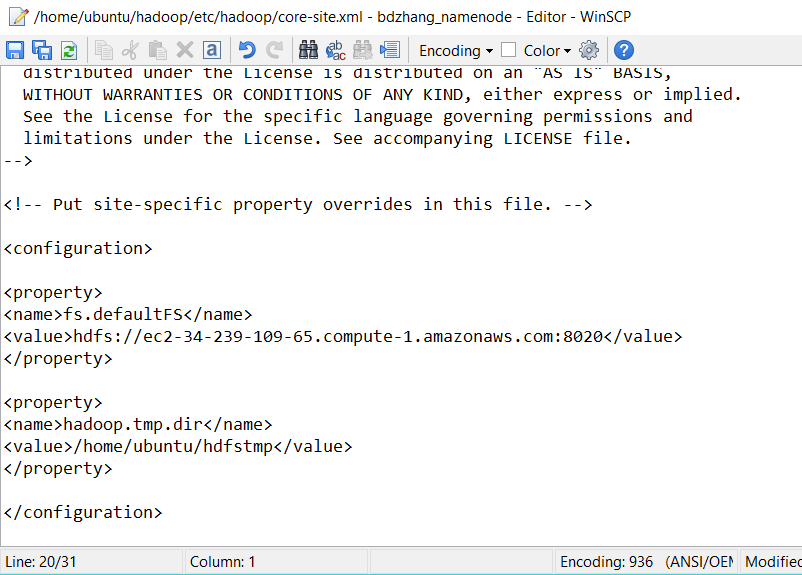 /home/ubuntu/hadoop/etc/hadoop/core-site.xml - bdzhang_namenode - Editor - WinSCP
Encoding Color
distributed under the License is distributed on an "AS IS" BASIS,
WITHOUT WARRANTIES OR CONDITIONS OF ANY KIND, either express or implied.
See the License for the specific language governing permissions and
limitations under the License. See accompanying LICENSE file.
-->
<!-- Put site-specific property overrides in this file. -->
<configuration>
<property>
<name>fs.defaultFS</name>
<value>hdfs://ec2-34-239-109-65.compute-1.amazonaws.com:8020</value>
</property>
<property>
<name>hadoop.tmp.dir</name>
<value>/home/ubuntu/hdfstmp</value>
</property>
</configuration>
Line: 20/31 Column: 1 Encoding: 936 (ANSI/OEM Modified